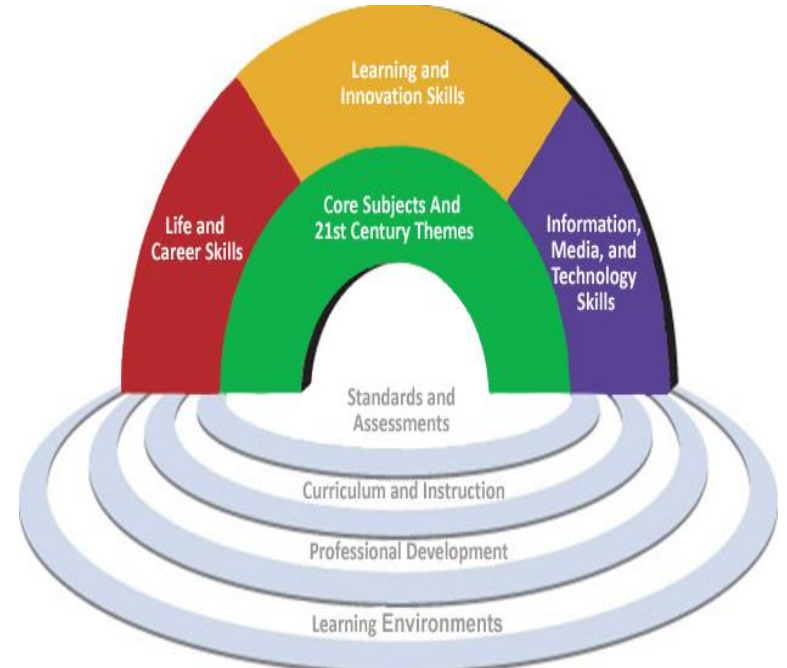 Learning and
Innovation Skills
Life and
Career Skills
Core Subjects And
21st Century Themes
Information,
Media, and
Technology
Skills
Standards and
Assessments
Curriculum and Instruction
Professional Development
Learning Environments